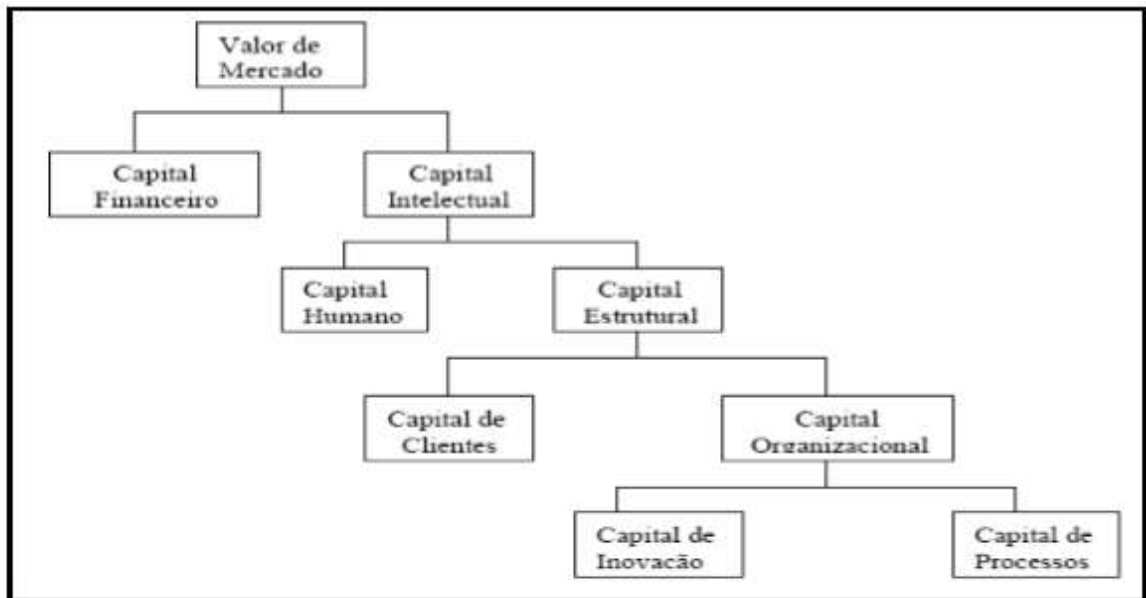 Valor de
Mercado
Capital
Financeiro
Capital
Intelectual
Capital
Humano
Capital
Estrutural
Capital de
Clientes
Capital
Organizacional
Capital de
Inovacão
Capital de
Processos